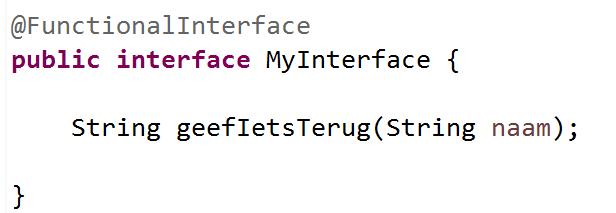 @FunctionalInterface
public interface MyInterface {
String geefIetsTerug(String naam);
}